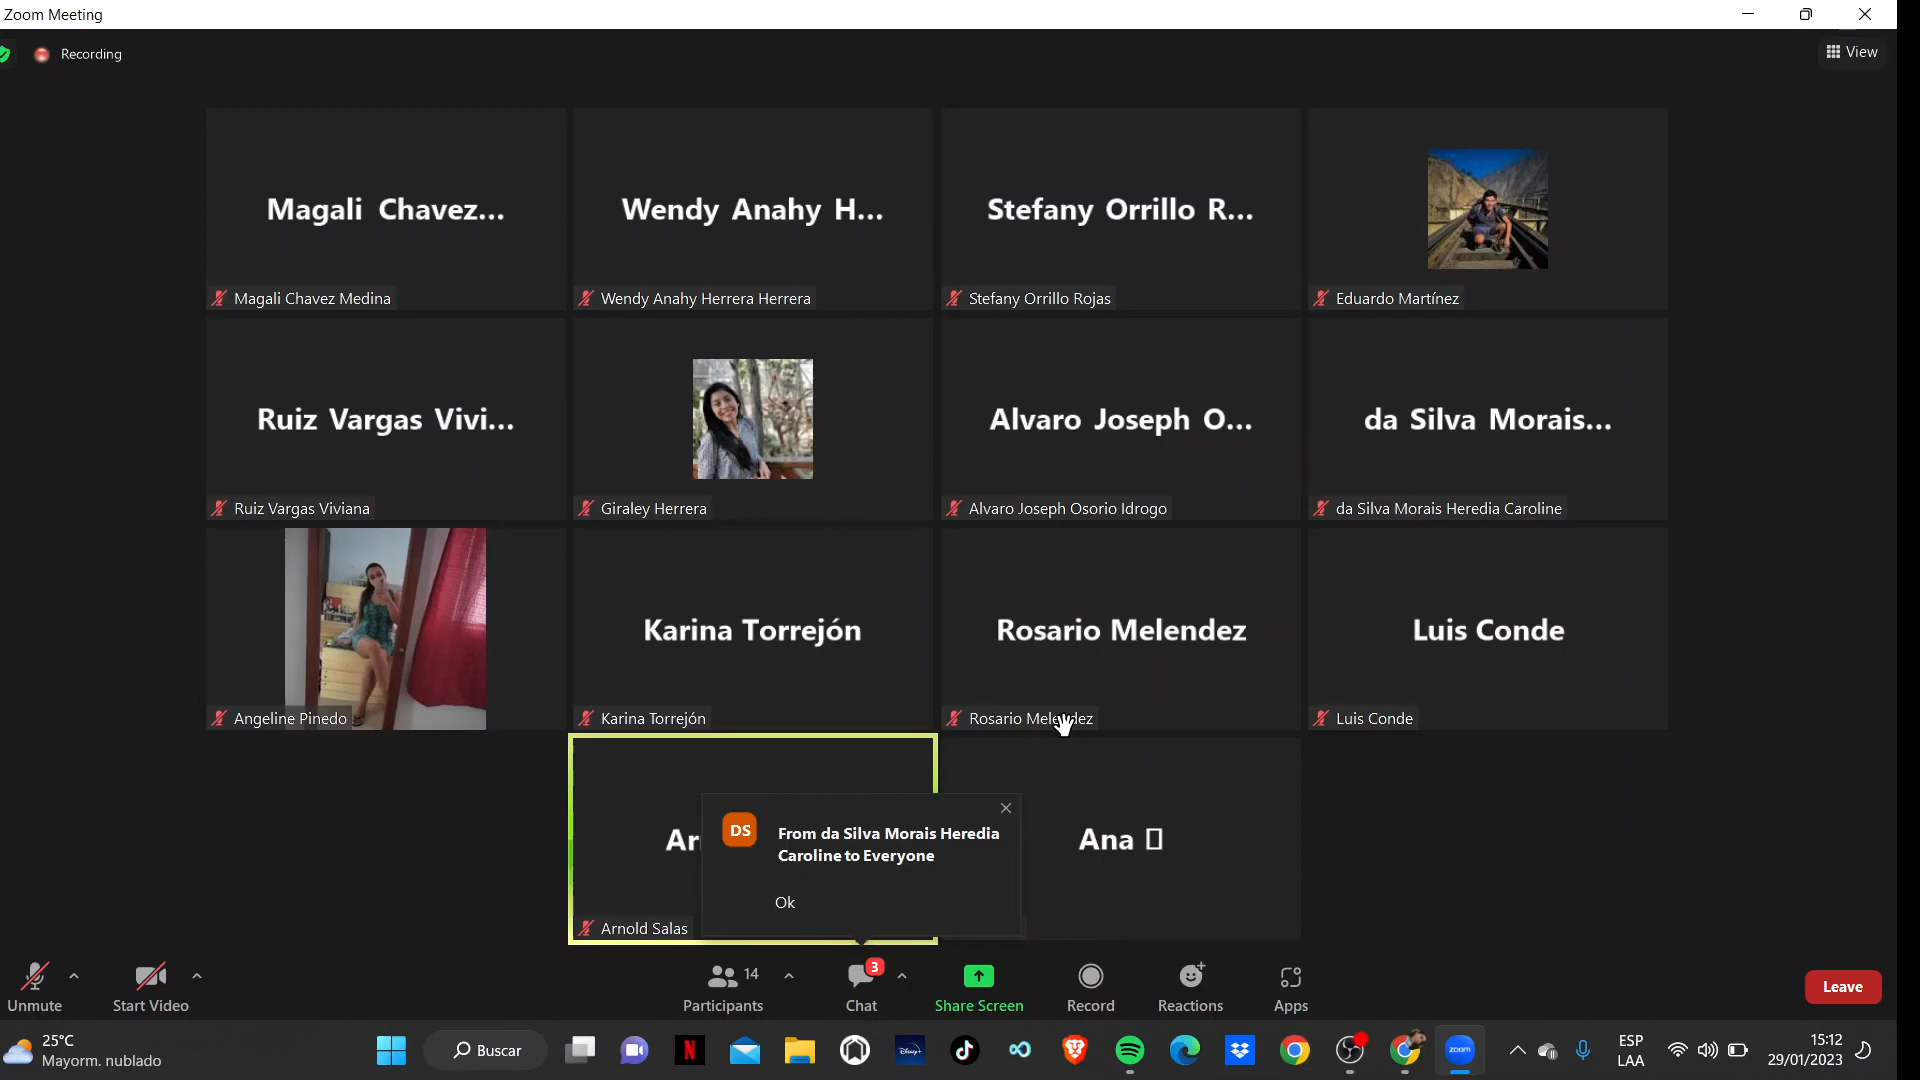 Zoom Meeting
Recording
View
Magali Chavez...
Wendy Anahy H...
Stefany Orrillo R...
Magali Chavez Medina
Wendy Anahy Herrera Herrera
Stefany Orrillo Rojas
Eduardo Martínez
Ruiz Vargas Vivi...
Alvaro Joseph O...
da Silva Morais...
Ruiz Vargas Viviana
Giraley Herrera
Alvaro Joseph Osorio Idrogo
da Silva Morais Heredia Caroline
Karina Torrejón
Rosario Melendez
Luis Conde
Angeline Pinedo
Karina Torrejón
Rosario Melendez
Luis Conde
Ar
DS
From da Silva Morais Heredia
Caroline to Everyone
Ok
Ana
Arnold Salas
Unmute
Start Video
14
Participants
3
Chat
Share Screen
Record
Reactions
Apps
Leave
25°C
Mayorm. nublado
Buscar
N
Disney+
zoom
ESP
LAA
15:12
29/01/2023